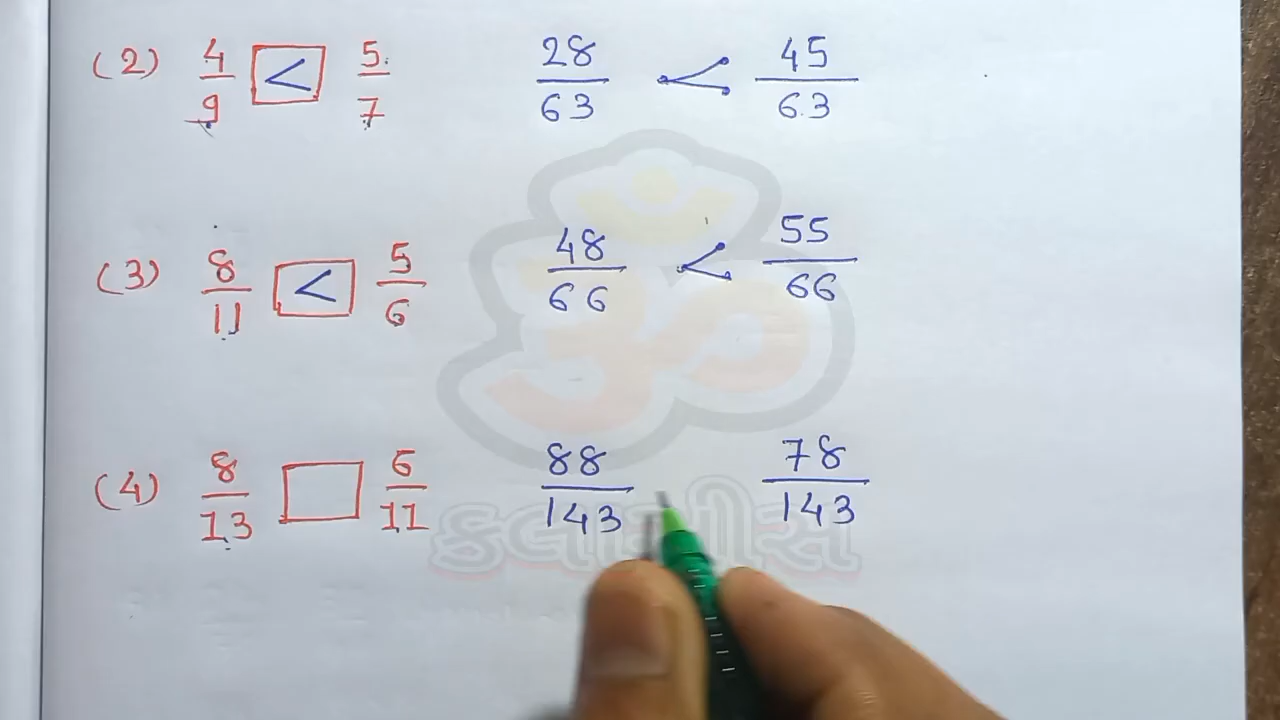 (2) 4/9 < 5/7 28/63 < 45/63
(3) 8/11 < 5/6 48/66 < 55/66
(4) 8/13 □ 6/11 88/143 78/143
ૐ